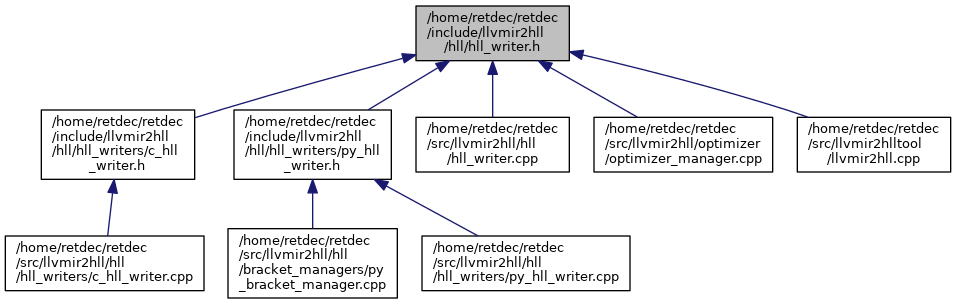 /home/retdec/retdec
/include/llvmir2hll
/hll/hll_writer.h
/home/retdec/retdec
/include/llvmir2hll
/hll/hll_writers/c_hll
_writer.h
/home/retdec/retdec
/include/llvmir2hll
/hll/hll_writers/py_hll
_writer.h
/home/retdec/retdec
/src/llvmir2hll/hll
/hll_writer.cpp
/home/retdec/retdec
/src/llvmir2hll/optimizer
/optimizer_manager.cpp
/home/retdec/retdec
/src/llvmir2hlltool
/llvmir2hll.cpp
/home/retdec/retdec
/src/llvmir2hll/hll
/hll_writers/c_hll_writer.cpp
/home/retdec/retdec
/src/llvmir2hll/hll
/bracket_managers/py
_bracket_manager.cpp
/home/retdec/retdec
/src/llvmir2hll/hll
/hll_writers/py_hll_writer.cpp